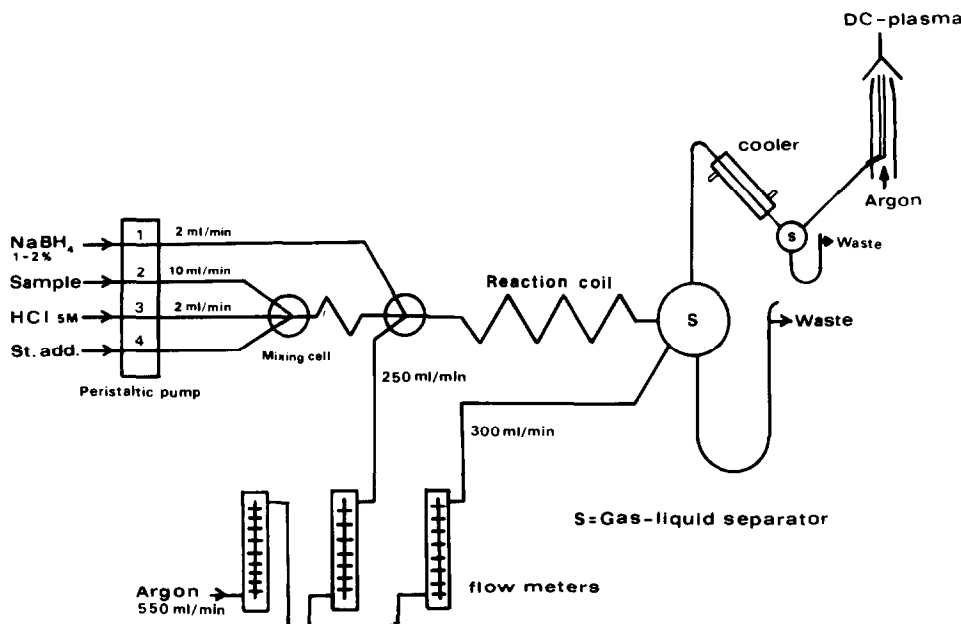 DC-plasma
cooler
Argon
S
Waste
NaBH₄
1-2%
1
2 ml/min
Sample
2
10 ml/min
HCl 5M
3
2 ml/min
St. add.
4
Peristaltic pump
Mixing cell
Reaction coil
S
Waste
250 ml/min
300 ml/min
S=Gas-liquid separator
Argon
550 ml/min
flow meters